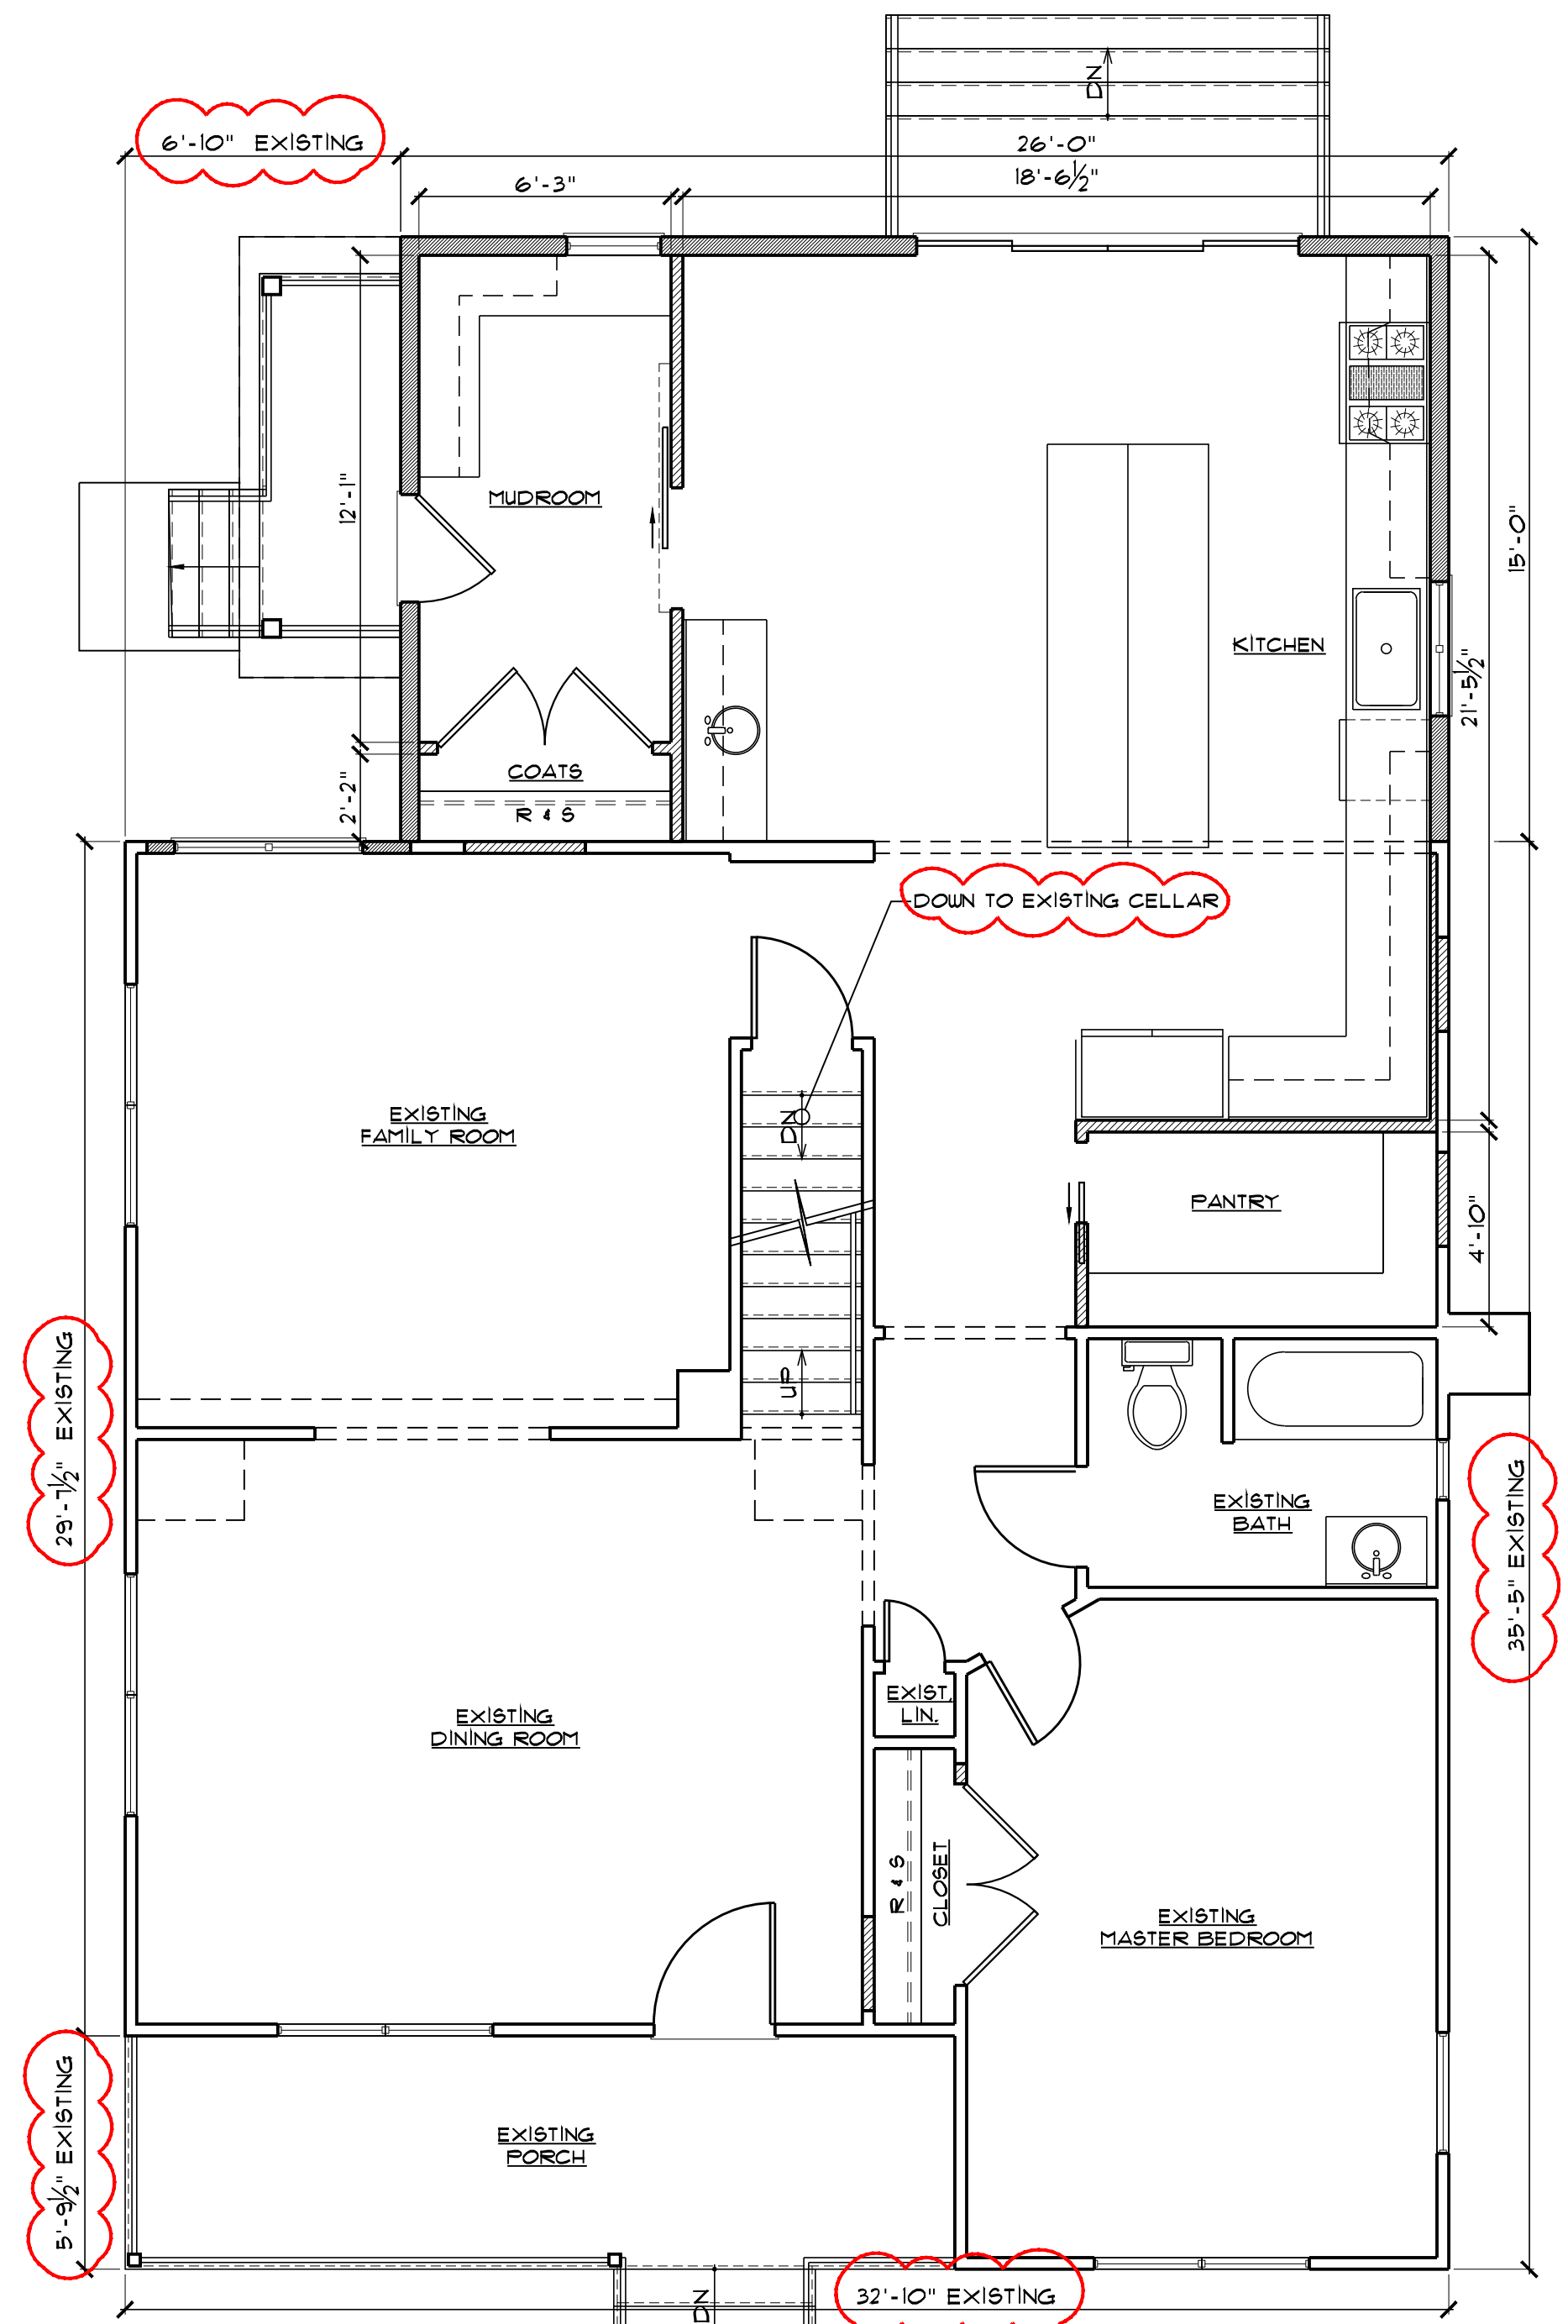 DN
6'-10" EXISTING
26'-0"
6'-3"
18'-6½"
12'-1"
MUDROOM
15'-0"
KITCHEN
21'-5½"
COATS
2'-2"
R & S
DOWN TO EXISTING CELLAR
EXISTING
FAMILY ROOM
DN
PANTRY
4'-10"
UP
29'-7½" EXISTING
EXISTING
BATH
35'-5" EXISTING
EXIST.
LIN.
EXISTING
DINING ROOM
R & S
CLOSET
EXISTING
MASTER BEDROOM
5'-9½" EXISTING
EXISTING
PORCH
DN
32'-10" EXISTING